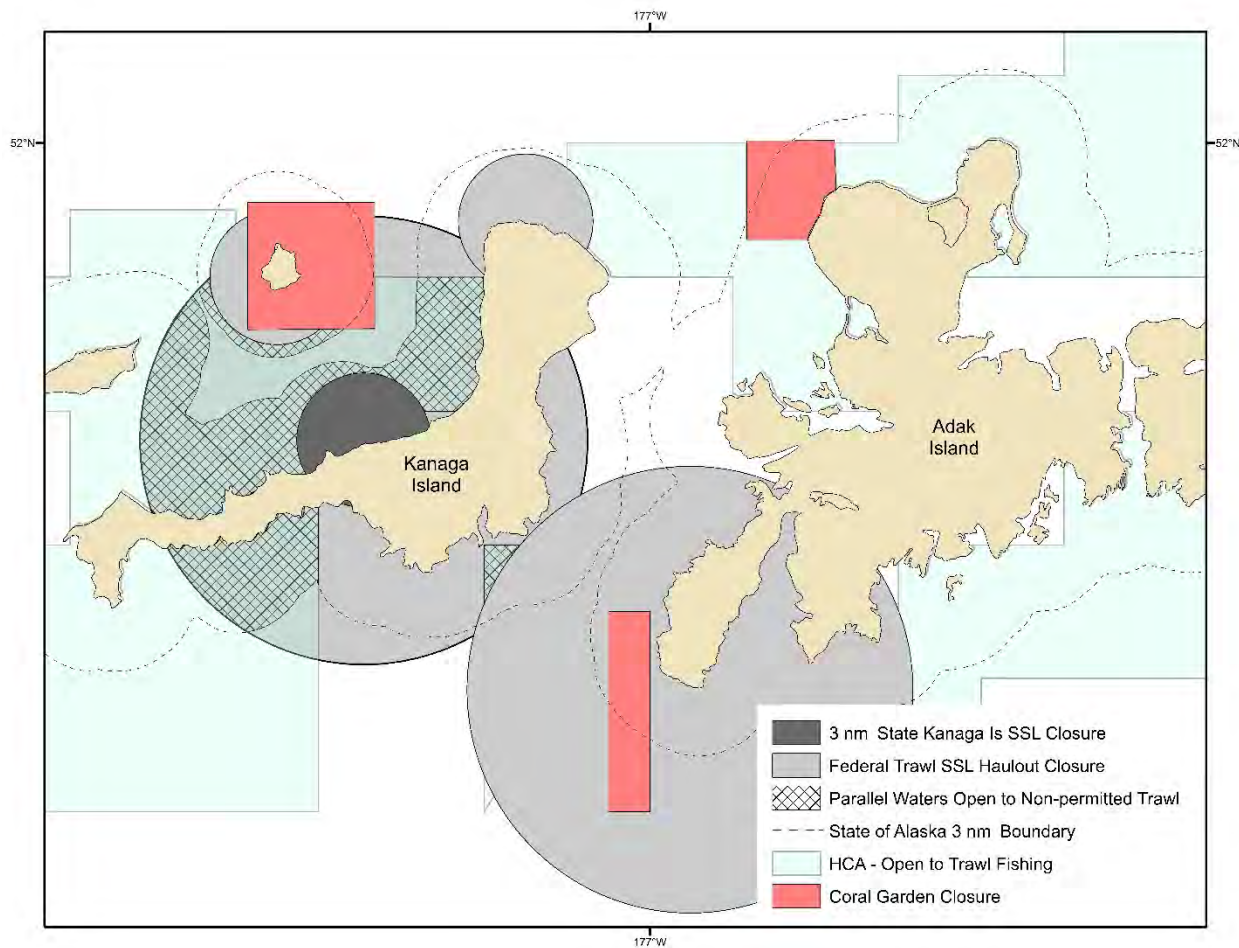 177°W
52°N
52°N
Kanaga
Island
Adak
Island
3 nm State Kanaga Is SSL Closure
Federal Trawl SSL Haulout Closure
Parallel Waters Open to Non-permitted Trawl
State of Alaska 3 nm Boundary
HCA - Open to Trawl Fishing
Coral Garden Closure
177°W